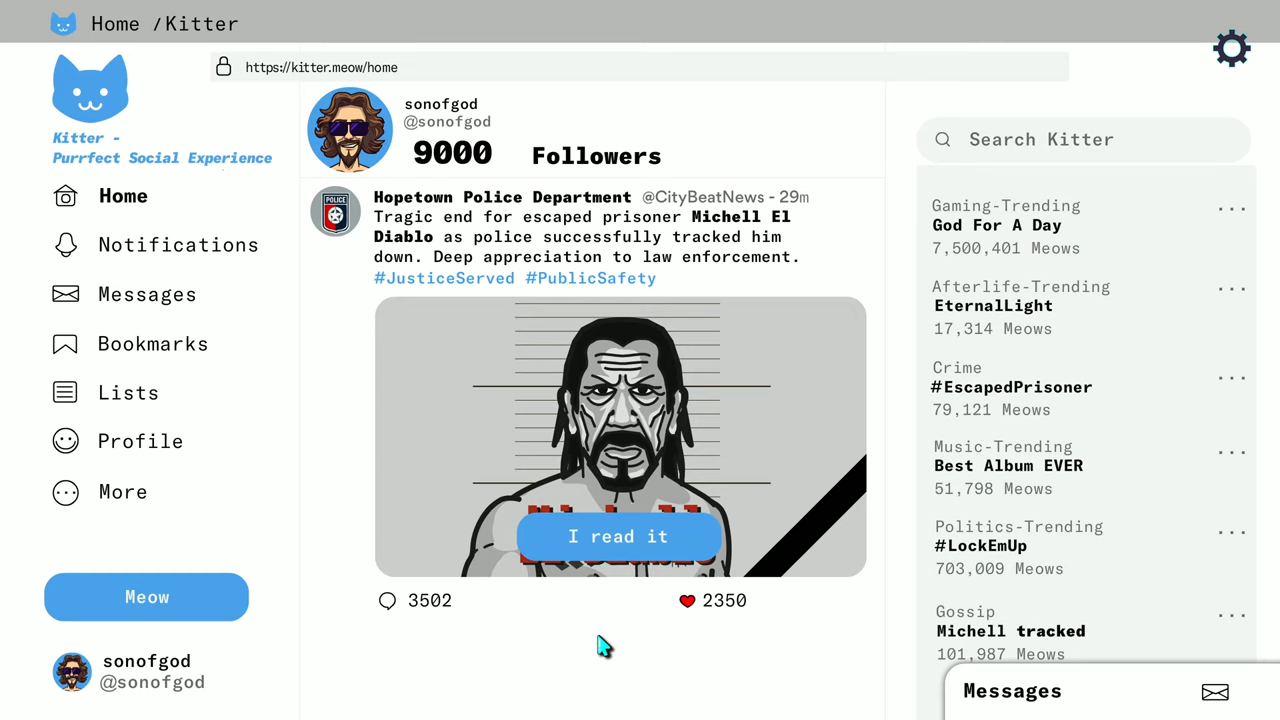 Home /Kitter
https://kitter.meow/home
Kitter -
Purrfect Social Experience
Home
Notifications
Messages
Bookmarks
Lists
Profile
More
Meow
sonofgod
@sonofgod
sonofgod
@sonofgod
9000 Followers
Hopetown Police Department @CityBeatNews - 29m
Tragic end for escaped prisoner Michell El
Diablo as police successfully tracked him
down. Deep appreciation to law enforcement.
#JusticeServed #PublicSafety
POLICE
I read it
3502
2350
Search Kitter
Gaming-Trending
God For A Day
7,500,401 Meows
Afterlife-Trending
EternalLight
17,314 Meows
Crime
#EscapedPrisoner
79,121 Meows
Music-Trending
Best Album EVER
51,798 Meows
Politics-Trending
#LockEmUp
703,009 Meows
Gossip
Michell tracked
101,987 Meows
Messages